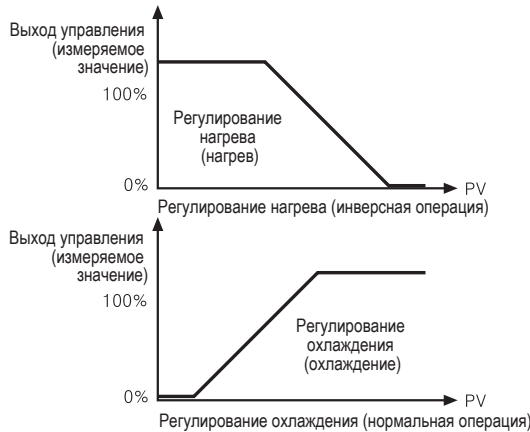 Выход управления
(измеряемое
значение)
100%
Регулирование
нагрева
(нагрев)
0%
PV
Регулирование нагрева (инверсная операция)
Выход управления
(измеряемое
значение)
100%
Регулирование
охлаждения
(охлаждение)
0%
PV
Регулирование охлаждения (нормальная операция)